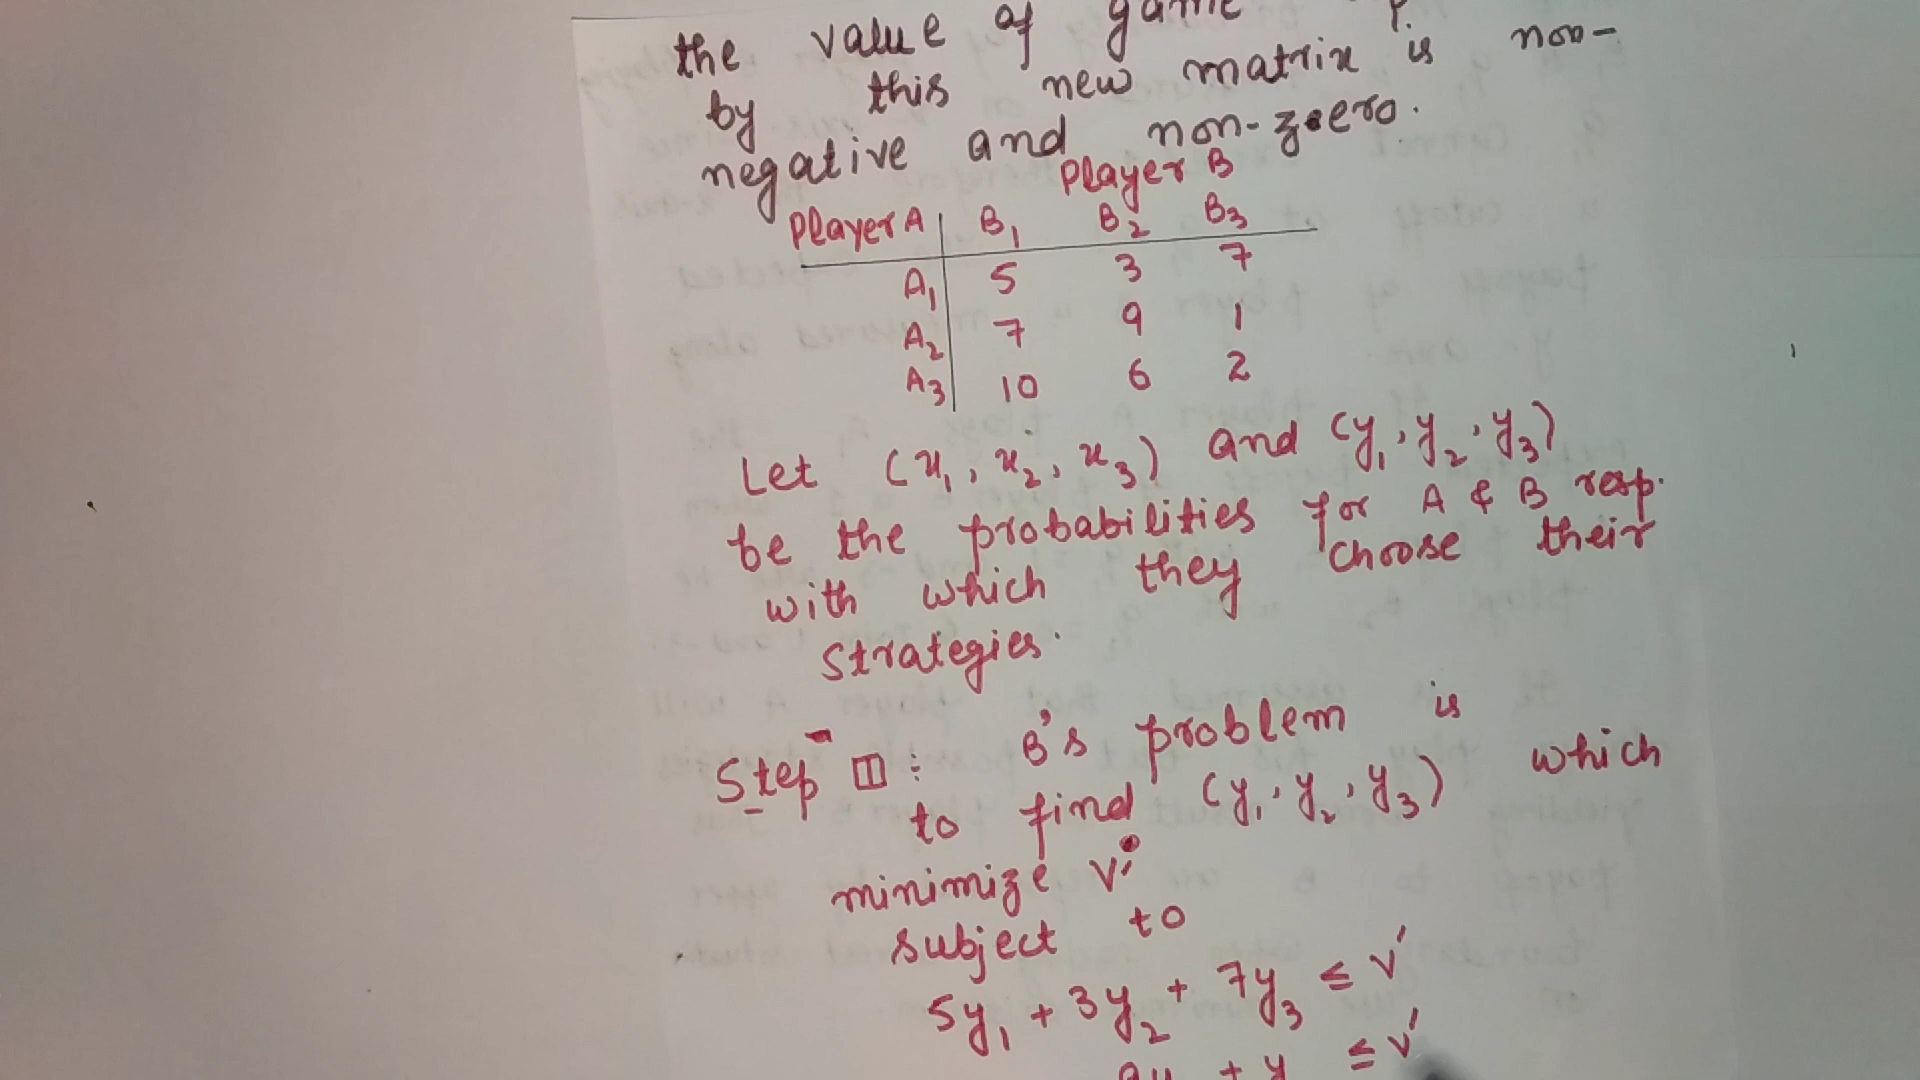 the value of game
by this new matrix is non-
negative and non-zero.
Player B
Player A B1 B2 B3
A1 5 3 7
A2 7 9 1
A3 10 6 2
Let (x1, x2, x3) and (y1, y2, y3)
be the probabilities for A & B resp.
with which they choose their
strategies.
Step II: B's problem is
to find (y1, y2, y3) which
minimize v'
subject to
5y1 + 3y2 + 7y3 ≤ v'
9y + y ≤ v'